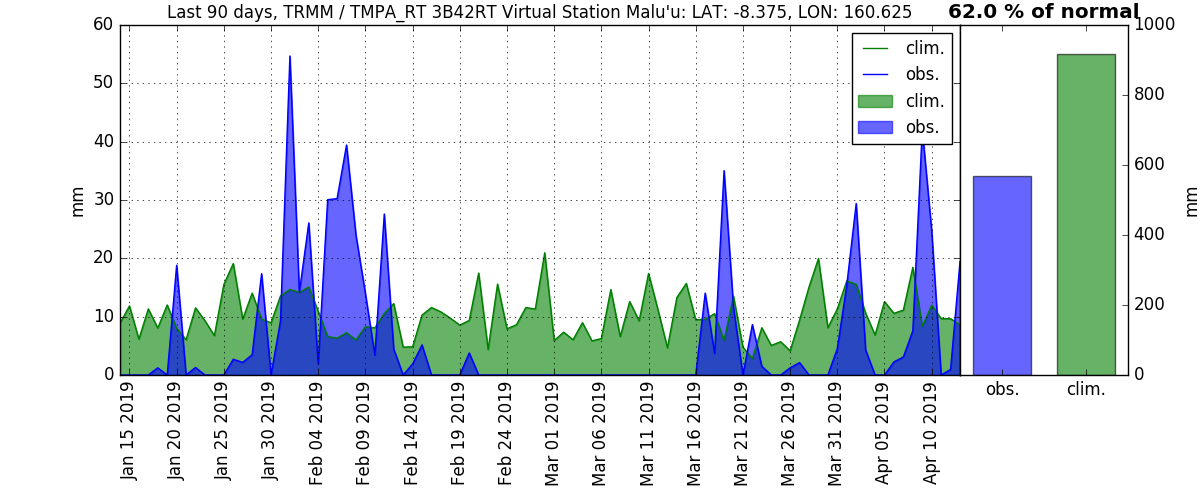 Last 90 days, TRMM / TMPA_RT 3B42RT Virtual Station Malu'u: LAT: -8.375, LON: 160.625
62.0 % of normal
60
50
40
30
20
10
0
mm
clim.
obs.
clim.
obs.
1000
800
600
400
200
0
mm
obs.
clim.
Jan 15 2019
Jan 20 2019
Jan 25 2019
Jan 30 2019
Feb 04 2019
Feb 09 2019
Feb 14 2019
Feb 19 2019
Feb 24 2019
Mar 01 2019
Mar 06 2019
Mar 11 2019
Mar 16 2019
Mar 21 2019
Mar 26 2019
Mar 31 2019
Apr 05 2019
Apr 10 2019